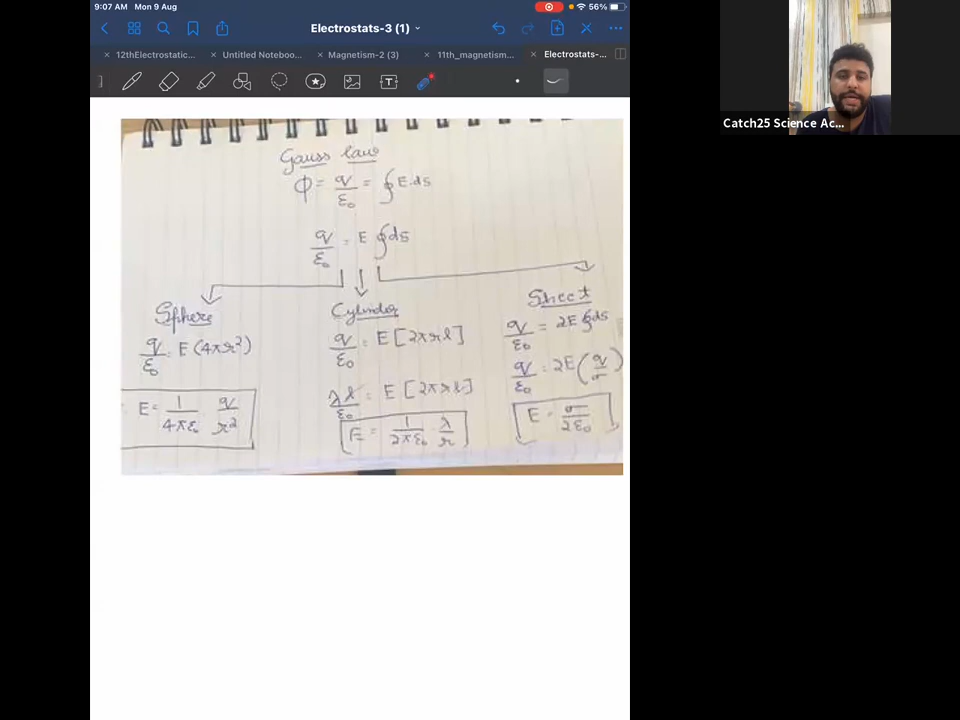 9:07 AM Mon 9 Aug
56%
Electrostats-3 (1)
12thElectrostatic...
Untitled Noteboo...
Magnetism-2 (3)
11th_magnetism...
Electrostats-...
Catch25 Science Ac...
Gauss law
Φ = q/ε₀ = ∮ E.ds
q/ε₀ = E ∮ds
Sphere
q/ε₀ = E (4πr²)
E = 1/4πε₀ q/r²
Cylinder
q/ε₀ = E [2πrl]
λl/ε₀ = E [2πrl]
E = 1/2πε₀ · λ/r
Sheet
q/ε₀ = 2E ∮ds
q/ε₀ = 2E (q/σ)
E = σ/2ε₀